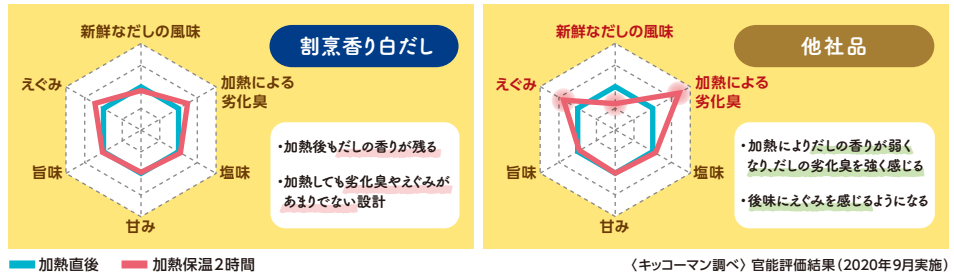 割烹香り白だし
新鮮なだしの風味
えぐみ
加熱による
劣化臭
旨味
塩味
甘み
・加熱後もだしの香りが残る
・加熱しても劣化臭やえぐみが
あまりでない設計
他社品
新鮮なだしの風味
えぐみ
加熱による
劣化臭
旨味
塩味
甘み
・加熱によりだしの香りが弱く
なり、だしの劣化臭を強く感じる
・後味にえぐみを感じるようになる
加熱直後
加熱保温2時間
〈キッコーマン調べ〉官能評価結果(2020年9月実施)